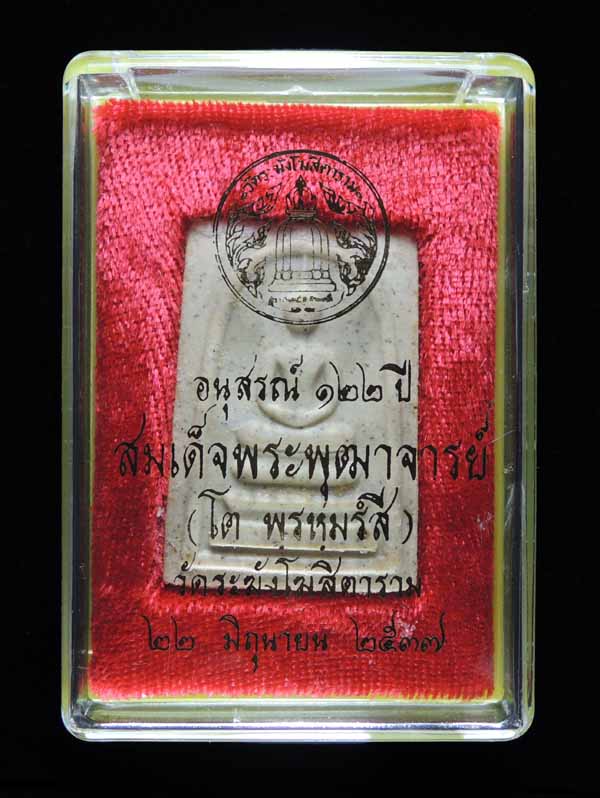 วัดระฆังโฆสิตาราม
อนุสรณ์ ๑๒๒ ปี
สมเด็จพระพุฒาจารย์
(โต พฺรหฺมรํสี)
วัดระฆังโฆสิตาราม
๒๒ มิถุนายน ๒๕๓๗